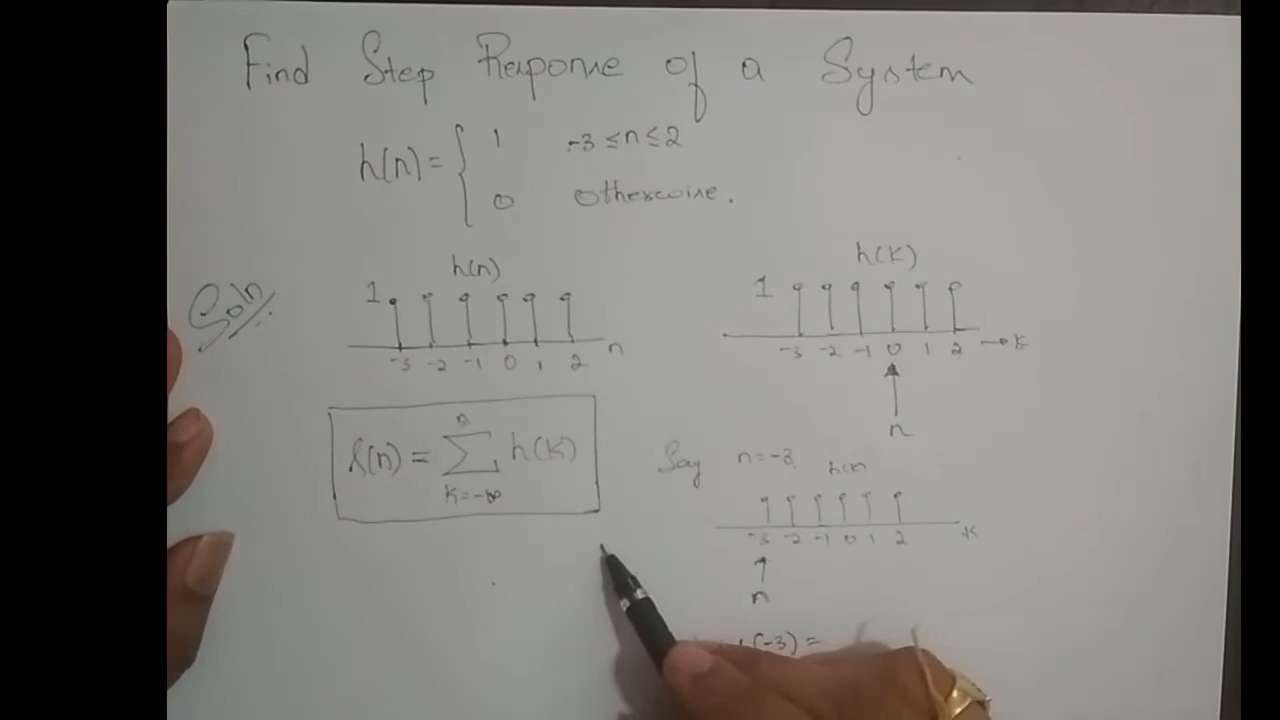 Find Step Response of a System
h(n) = { 1 -3 ≤ n ≤ 2
0 otherwise.
Soln
h(n)
1
-3 -2 -1 0 1 2 n
h(k)
1
-3 -2 -1 0 1 2 → k
n
s(n) = n Σ k=-∞ h(k)
Say n=-3
h(k)
-3 -2 -1 0 1 2 k
n
(-3) =